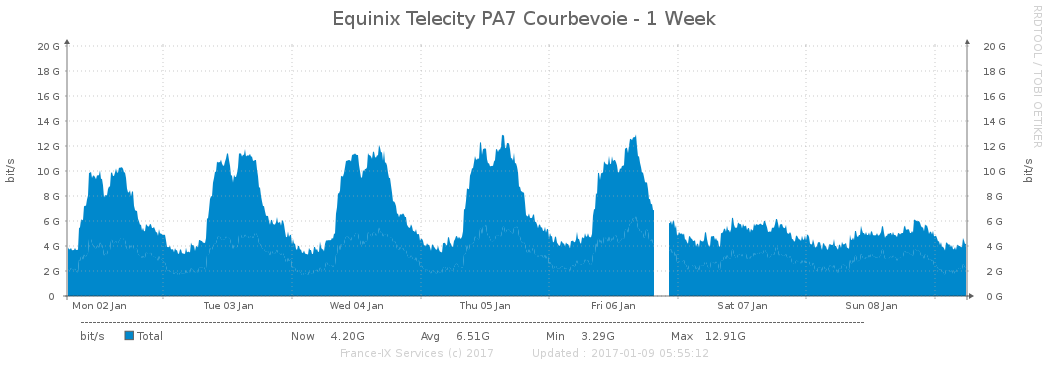 Equinix Telecity PA7 Courbevoie - 1 Week
RRDTOOL / TOBI OETIKER
bit/s
20 G 20 G
18 G 18 G
16 G 16 G
14 G 14 G
12 G 12 G
10 G 10 G
8 G 8 G
6 G 6 G
4 G 4 G
2 G 2 G
0 0 G
bit/s
Mon 02 Jan Tue 03 Jan Wed 04 Jan Thu 05 Jan Fri 06 Jan Sat 07 Jan Sun 08 Jan
bit/s Total Now 4.20G Avg 6.51G Min 3.29G Max 12.91G
France-IX Services (c) 2017 Updated : 2017-01-09 05:55:12